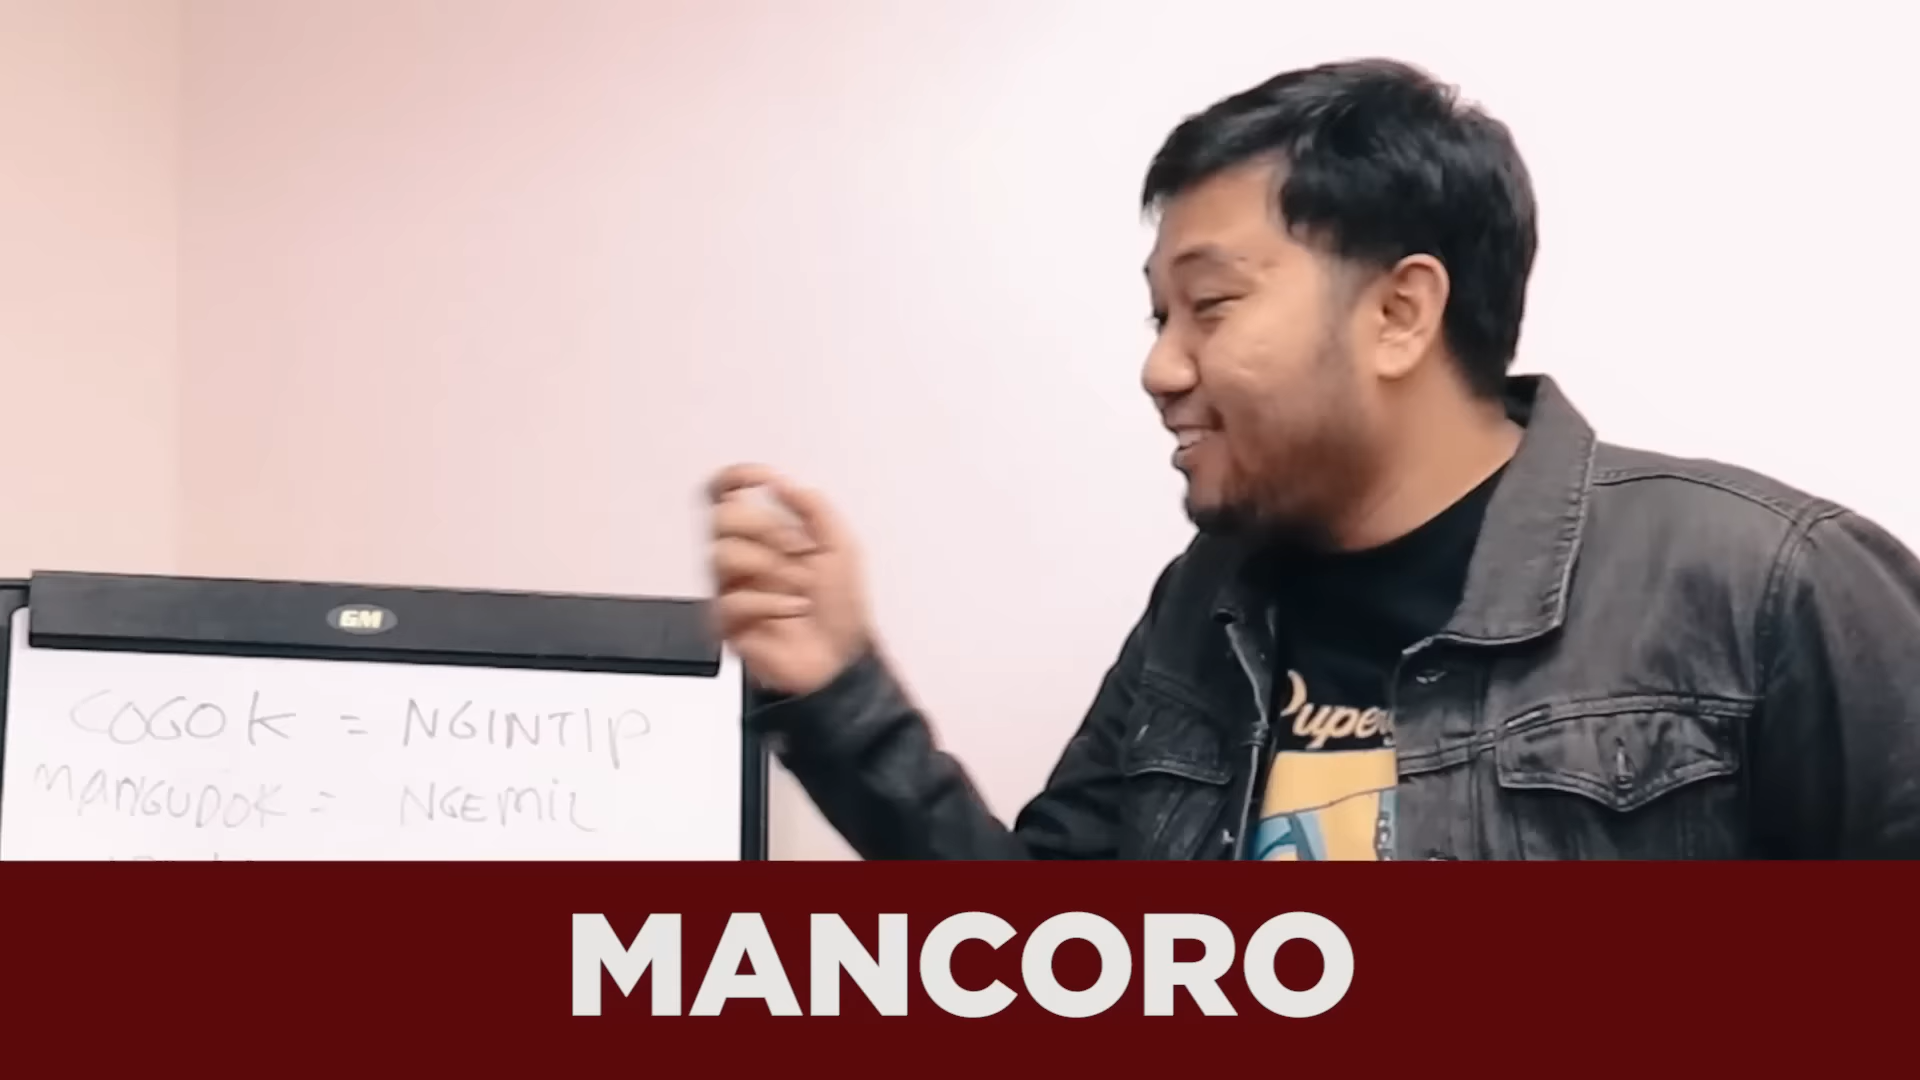 GM
COGOK = NGINTIP
MANGUDOK = NGEMIL
MANCORO